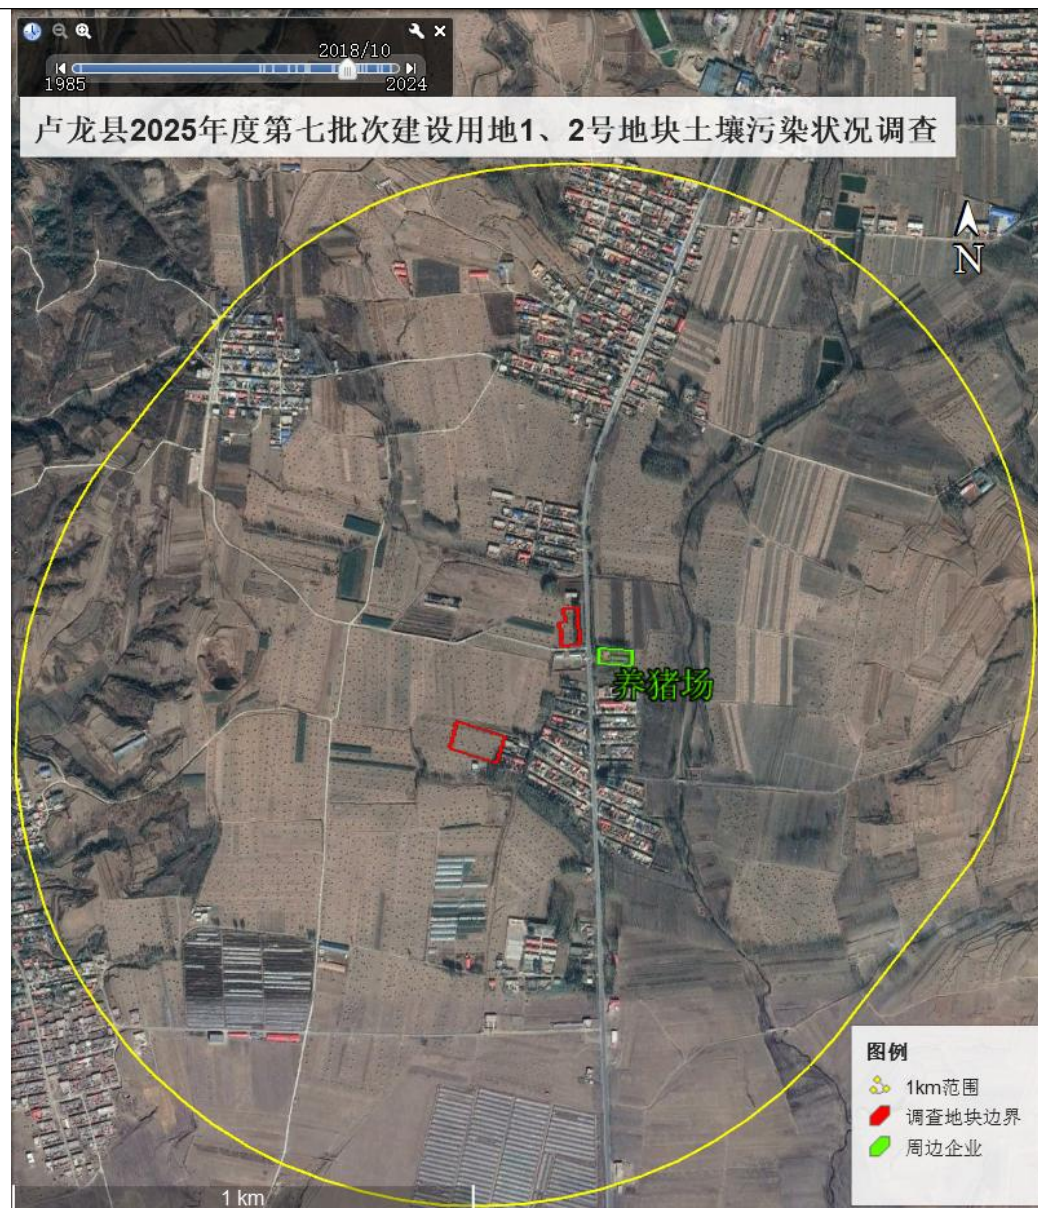 2018/10
1985
2024
卢龙县2025年度第七批次建设用地1、2号地块土壤污染状况调查
N
养猪场
图例
1km范围
调查地块边界
周边企业
1 km